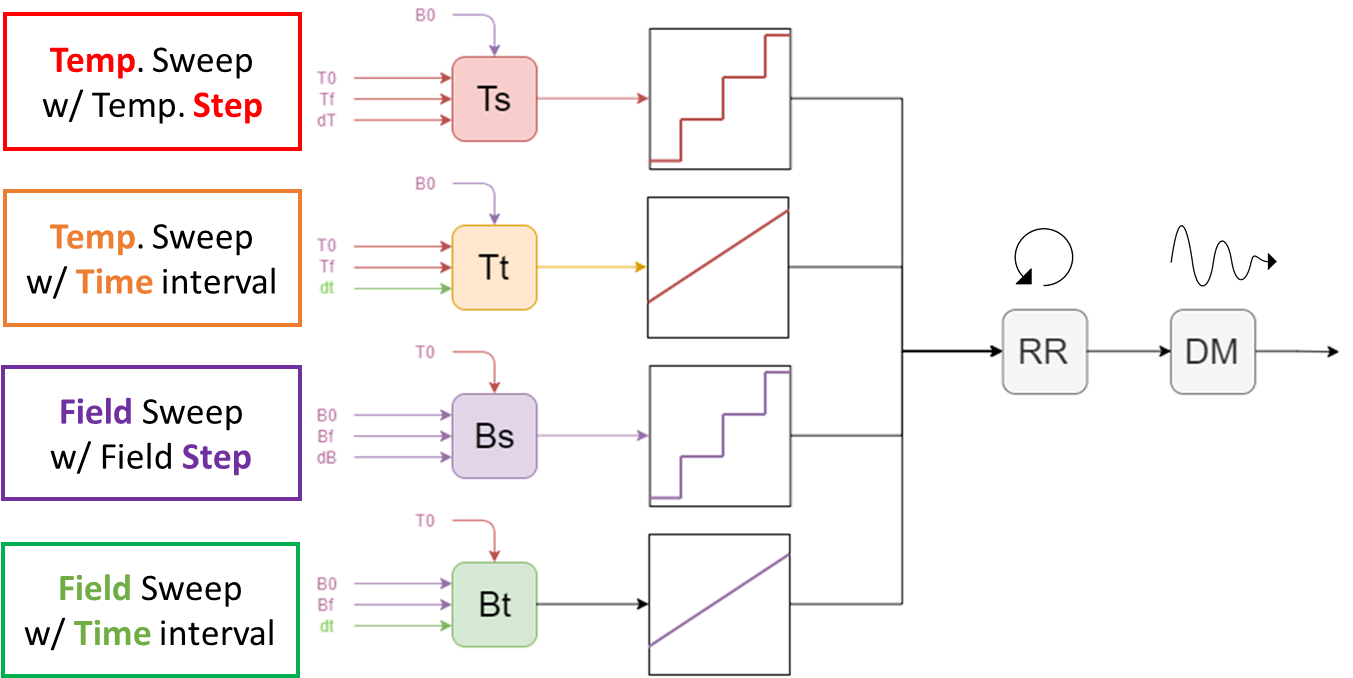 Temp. Sweep
w/ Temp. Step
B0
T0
Tf
dT
Ts
Temp. Sweep
w/ Time interval
B0
T0
Tf
dt
Tt
Field Sweep
w/ Field Step
T0
B0
Bf
dB
Bs
Field Sweep
w/ Time interval
T0
B0
Bf
dt
Bt
RR
DM